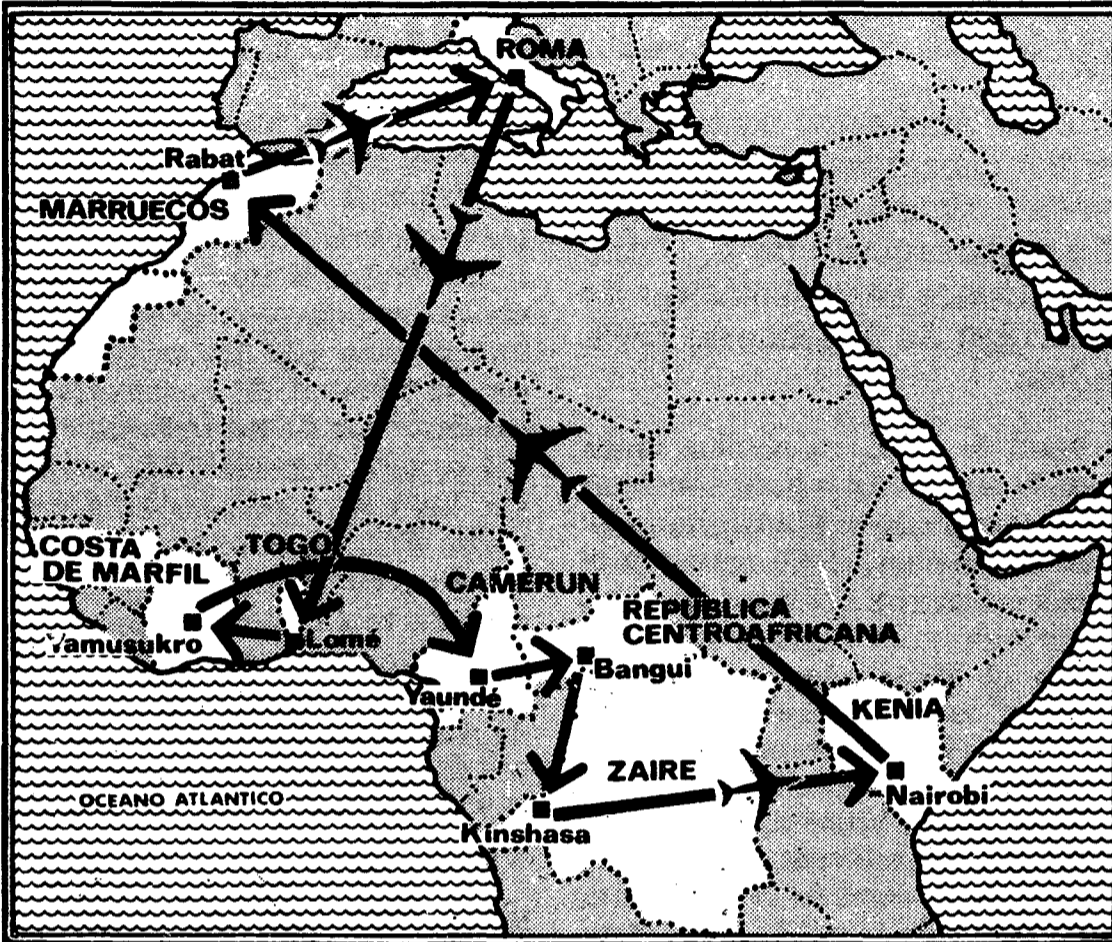 ROMA
Rabat
MARRUECOS
COSTA
DE MARFIL
TOGO
CAMERUN
REPUBLICA
CENTROAFRICANA
Yamusukro
Lomé
Bangui
Yaundé
KENIA
ZAIRE
Nairobi
OCEANO ATLANTICO
Kinshasa